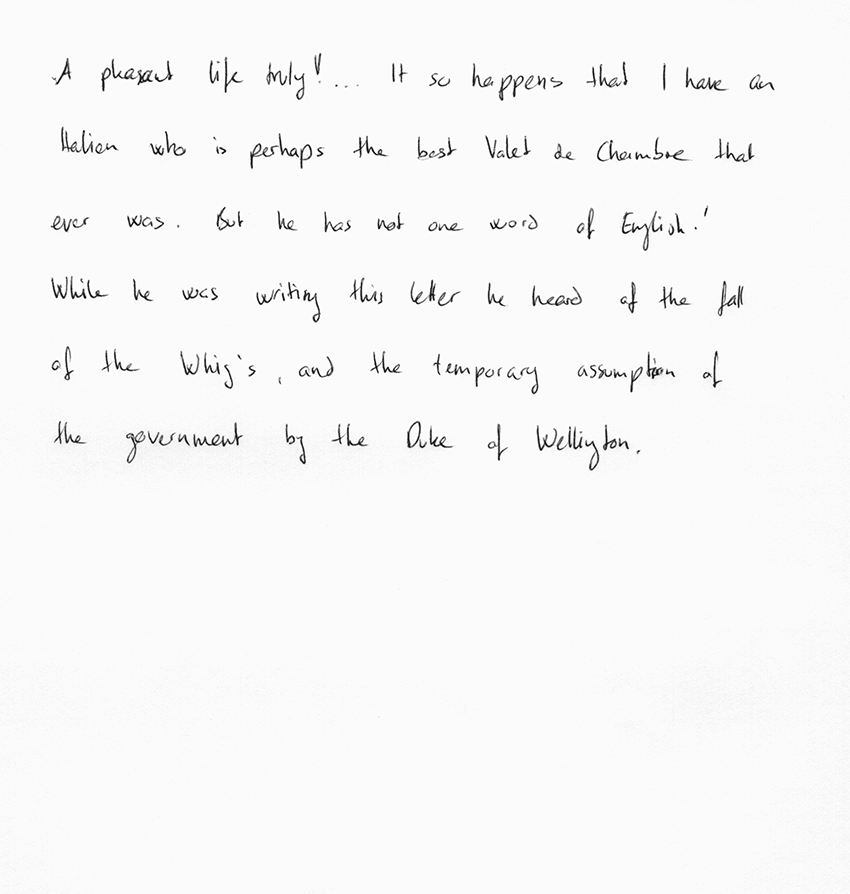 A pleasant life truly! ... It so happens that I have an
Italian who is perhaps the best Valet de Chambre that
ever was. But he has not one word of English.'
While he was writing this letter he heard of the fall
of the Whig's, and the temporary assumption of
the government by the Duke of Wellington.